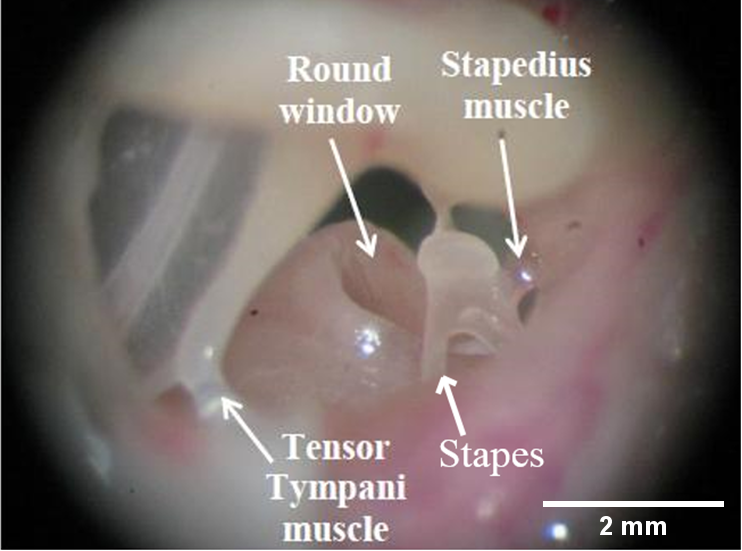 Round
window
Stapedius
muscle
Tensor
Tympani
muscle
Stapes
2 mm